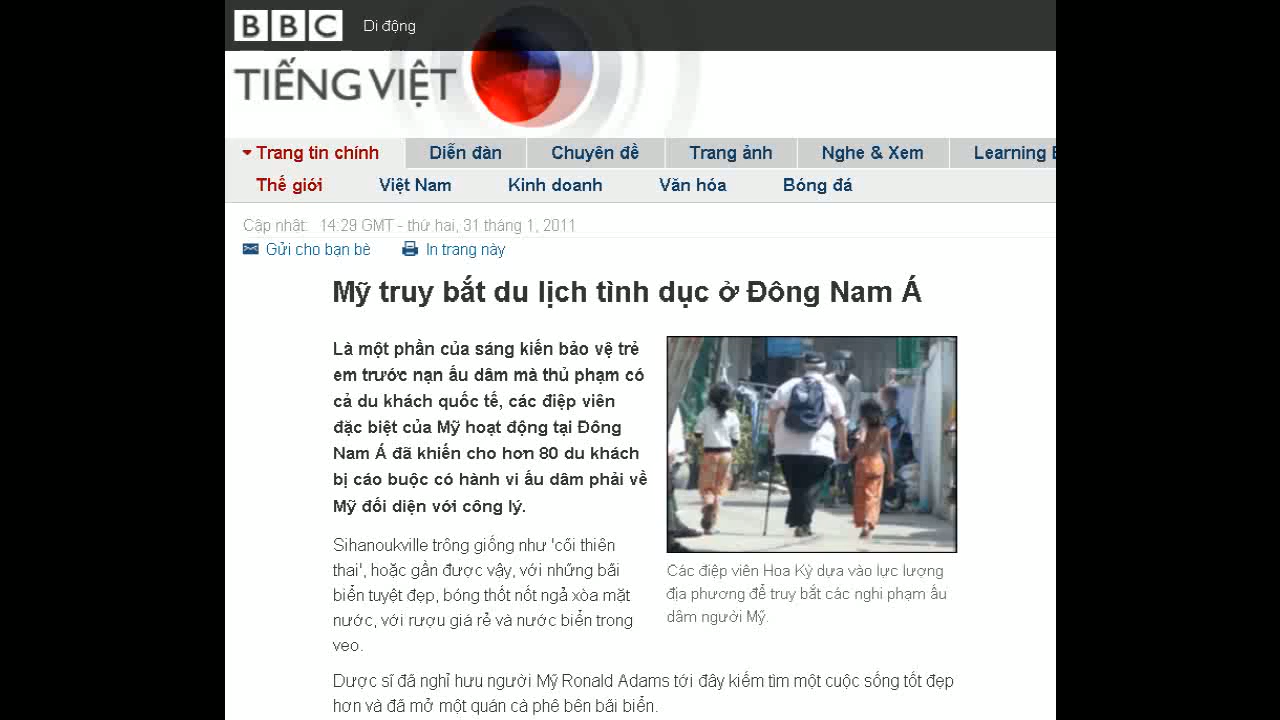 BBC Di động
TIẾNG VIỆT
Trang tin chính Diễn đàn Chuyên đề Trang ảnh Nghe & Xem Learning E
Thế giới Việt Nam Kinh doanh Văn hóa Bóng đá
Cập nhật: 14:29 GMT - thứ hai, 31 tháng 1, 2011
Gửi cho bạn bè In trang này
Mỹ truy bắt du lịch tình dục ở Đông Nam Á
Là một phần của sáng kiến bảo vệ trẻ
em trước nạn ấu dâm mà thủ phạm có
cả du khách quốc tế, các điệp viên
đặc biệt của Mỹ hoạt động tại Đông
Nam Á đã khiến cho hơn 80 du khách
bị cáo buộc có hành vi ấu dâm phải về
Mỹ đối diện với công lý.
Sihanoukville trông giống như 'cõi thiên
thai', hoặc gần được vậy, với những bãi
biển tuyệt đẹp, bóng thốt nốt ngả xòa mặt
nước, với rượu giá rẻ và nước biển trong
veo.
Các điệp viên Hoa Kỳ dựa vào lực lượng
địa phương để truy bắt các nghi phạm ấu
dâm người Mỹ.
Dược sĩ đã nghỉ hưu người Mỹ Ronald Adams tới đây kiếm tìm một cuộc sống tốt đẹp
hơn và đã mở một quán cà phê bên bãi biển.